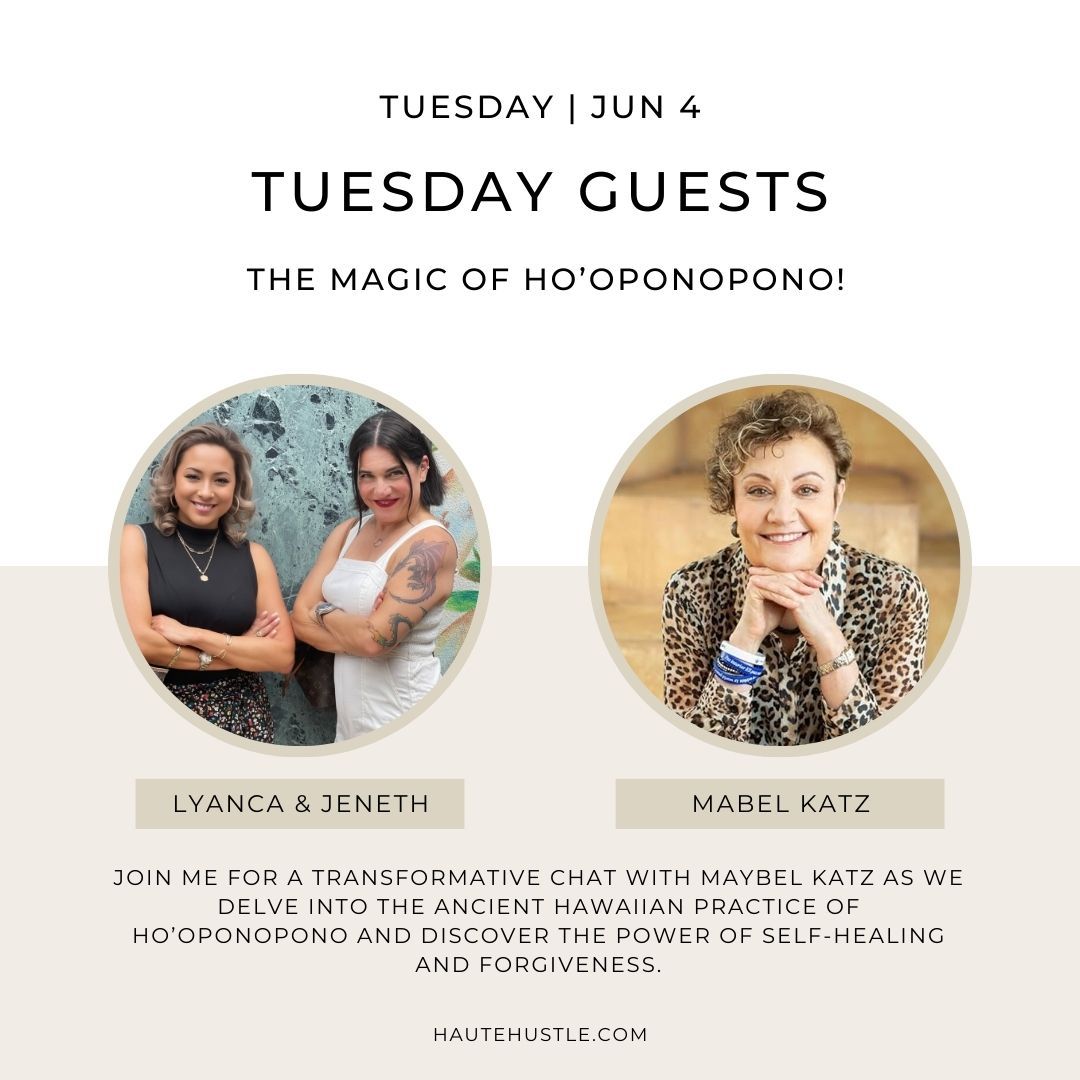 TUESDAY | JUN 4
TUESDAY GUESTS
THE MAGIC OF HO’OPONOPONO!
LYANCA & JENETH
MABEL KATZ
JOIN ME FOR A TRANSFORMATIVE CHAT WITH MAYBEL KATZ AS WE
DELVE INTO THE ANCIENT HAWAIIAN PRACTICE OF
HO’OPONOPONO AND DISCOVER THE POWER OF SELF-HEALING
AND FORGIVENESS.
HAUTEHUSTLE.COM